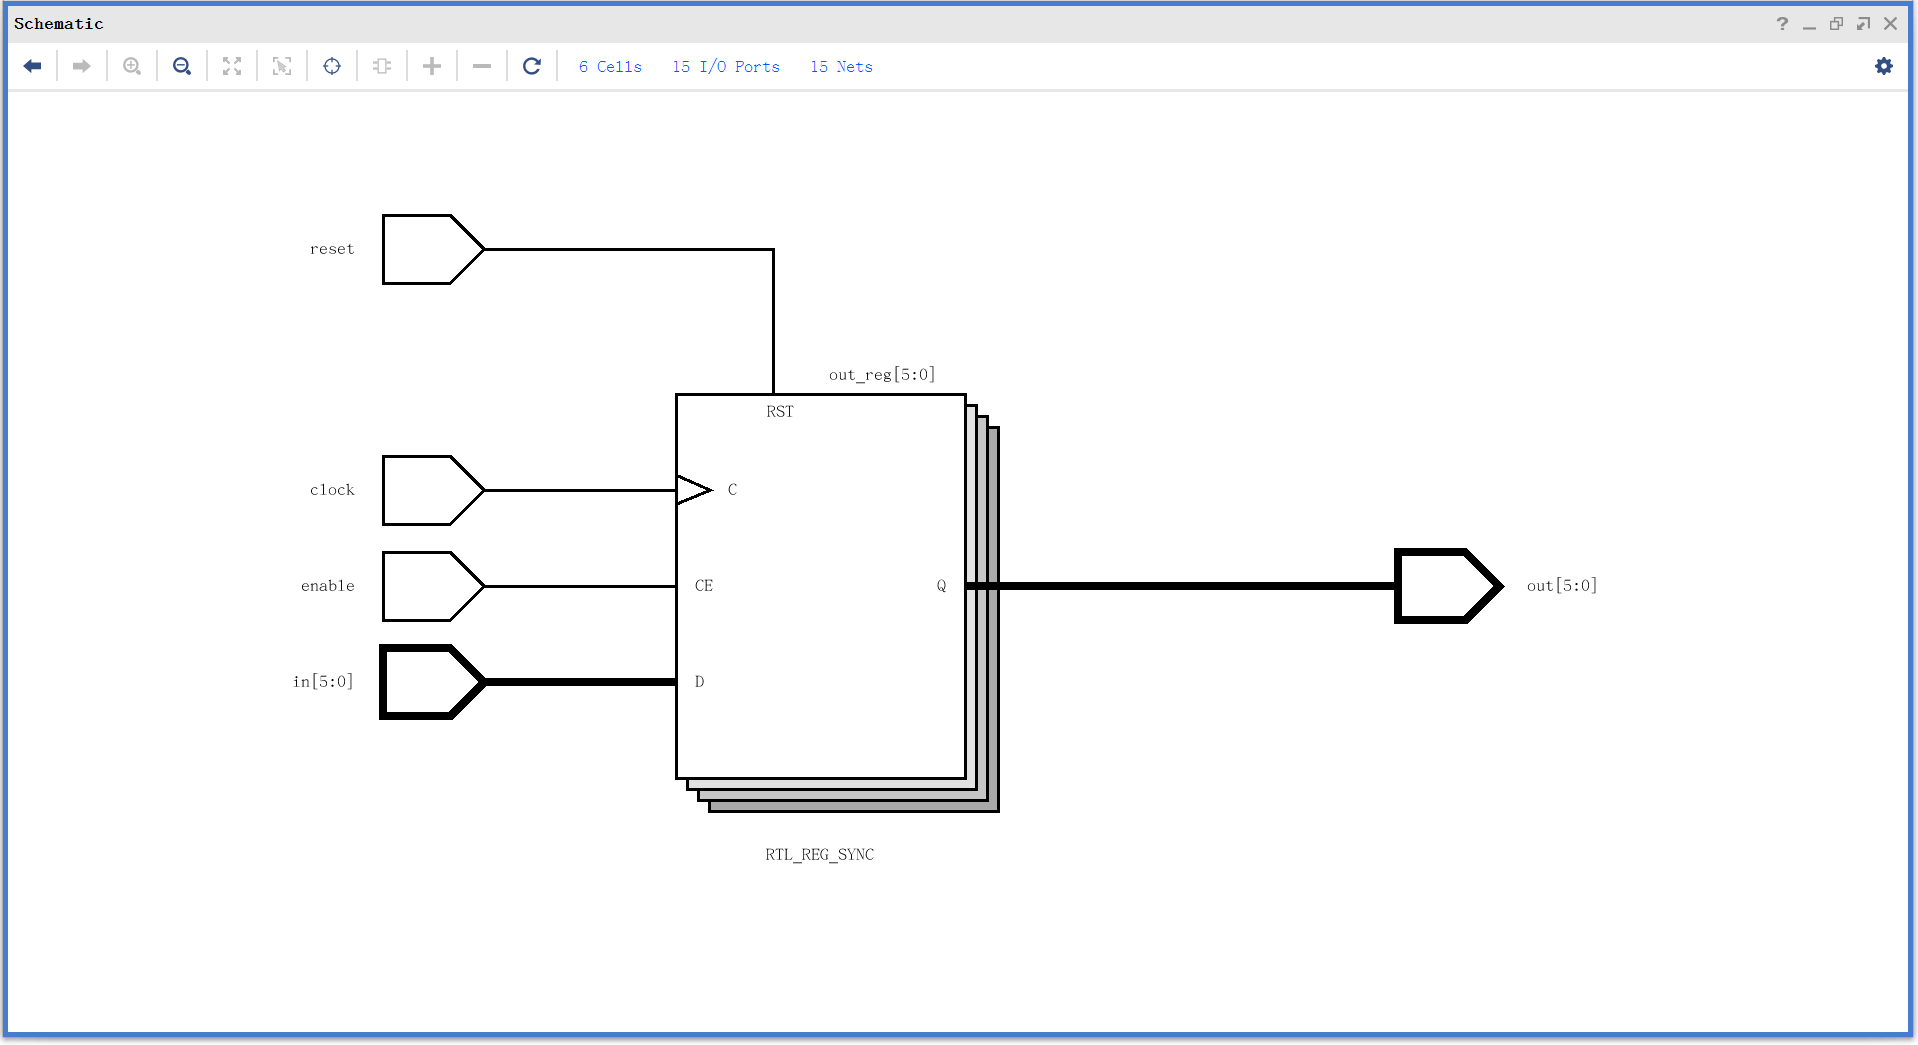 Schematic
6 Cells 15 I/O Ports 15 Nets
reset
out_reg[5:0]
RST
clock
C
enable
CE
Q
out[5:0]
in[5:0]
D
RTL_REG_SYNC